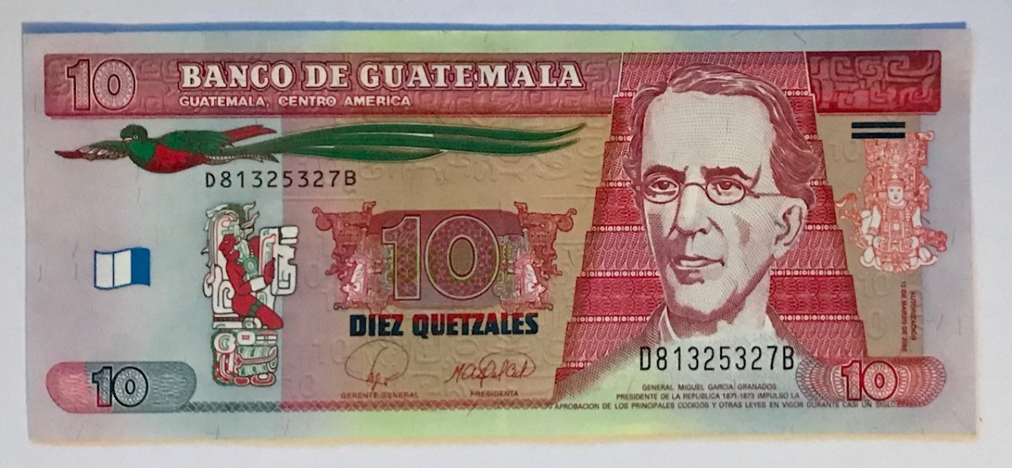 10 BANCO DE GUATEMALA
GUATEMALA, CENTRO AMERICA
D81325327B
10
DIEZ QUETZALES
GERENTE GENERAL PRESIDENTA
D81325327B
10
10
GENERAL MIGUEL GARCIA GRANADOS
PRESIDENTE DE LA REPUBLICA 1871-1873 IMPULSO LA
APROBACION DE LOS PRINCIPALES CODIGOS Y OTRAS LEYES EN VIGOR DURANTE CASI UN SIGLO